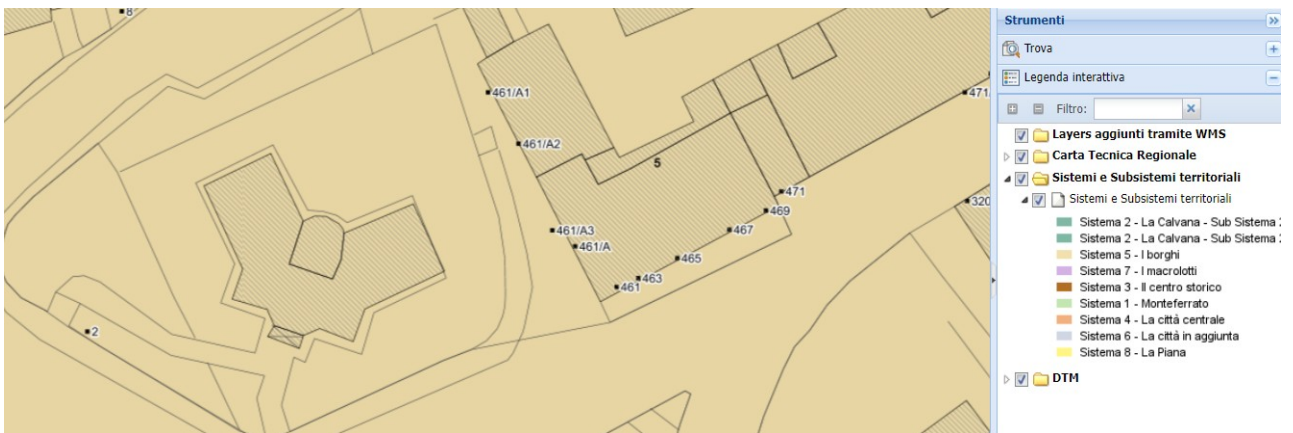 8
461/A1
471
461/A2
5
471
320
469
461/A3
467
461/A
465
463
461
2
Strumenti
Trova
Legenda interattiva
Filtro:
Layers aggiunti tramite WMS
Carta Tecnica Regionale
Sistemi e Subsistemi territoriali
Sistemi e Subsistemi territoriali
Sistema 2 - La Calvana - Sub Sistema 2
Sistema 2 - La Calvana - Sub Sistema 2
Sistema 5 - I borghi
Sistema 7 - I macrolotti
Sistema 3 - Il centro storico
Sistema 1 - Monteferrato
Sistema 4 - La città centrale
Sistema 6 - La città in aggiunta
Sistema 8 - La Piana
DTM